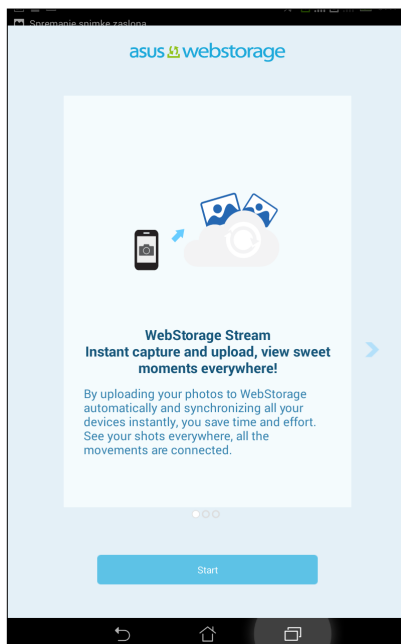 Spremanje snimke zaslona
asus webstorage
WebStorage Stream
Instant capture and upload, view sweet
moments everywhere!
By uploading your photos to WebStorage
automatically and synchronizing all your
devices instantly, you save time and effort.
See your shots everywhere, all the
movements are connected.
Start